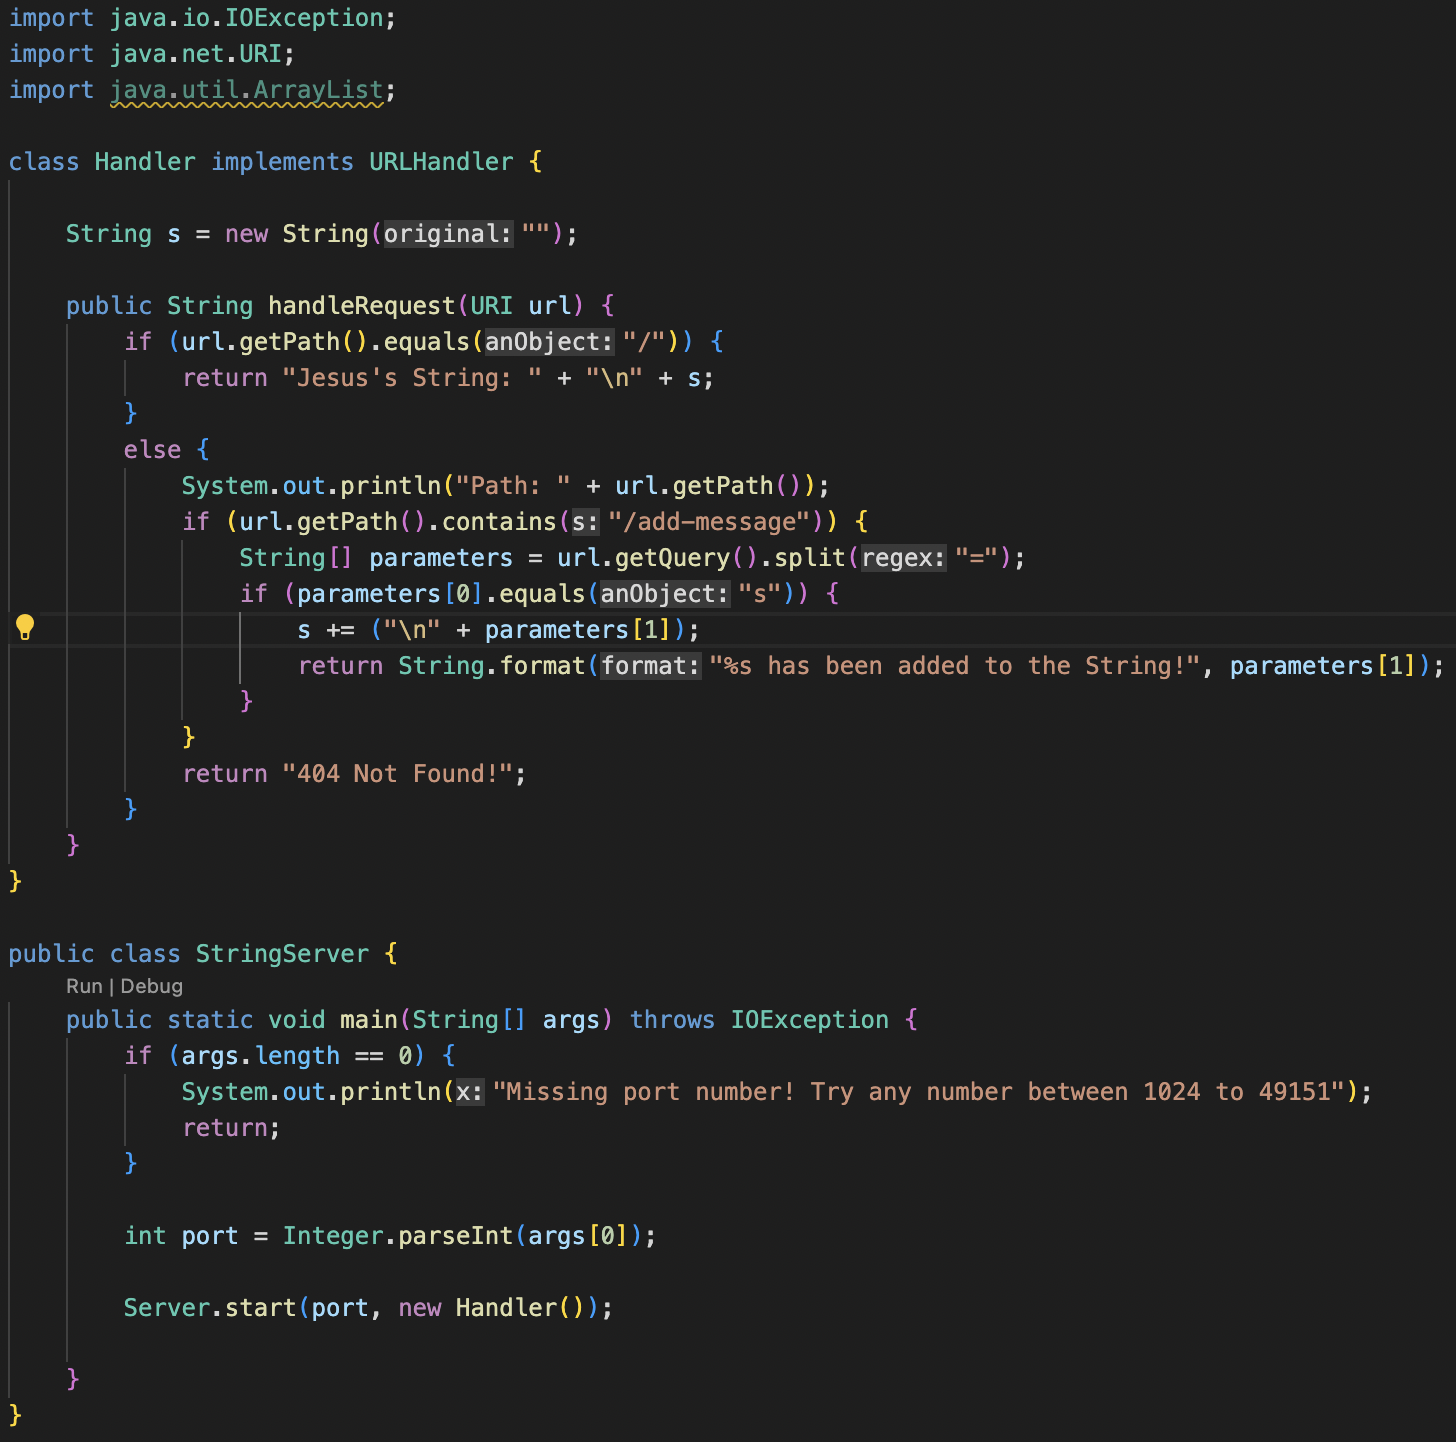 import java.io.IOException;
import java.net.URI;
import java.util.ArrayList;
class Handler implements URLHandler {
String s = new String(original: "");
public String handleRequest(URI url) {
if (url.getPath().equals(anObject: "/")) {
return "Jesus's String: " + "\n" + s;
}
else {
System.out.println("Path: " + url.getPath());
if (url.getPath().contains(s: "/add-message")) {
String[] parameters = url.getQuery().split(regex: "=");
if (parameters[0].equals(anObject: "s")) {
s += ("\n" + parameters[1]);
return String.format(format: "%s has been added to the String!", parameters[1]);
}
}
return "404 Not Found!";
}
}
}
public class StringServer {
Run | Debug
public static void main(String[] args) throws IOException {
if (args.length == 0) {
System.out.println(x: "Missing port number! Try any number between 1024 to 49151");
return;
}
int port = Integer.parseInt(args[0]);
Server.start(port, new Handler());
}
}